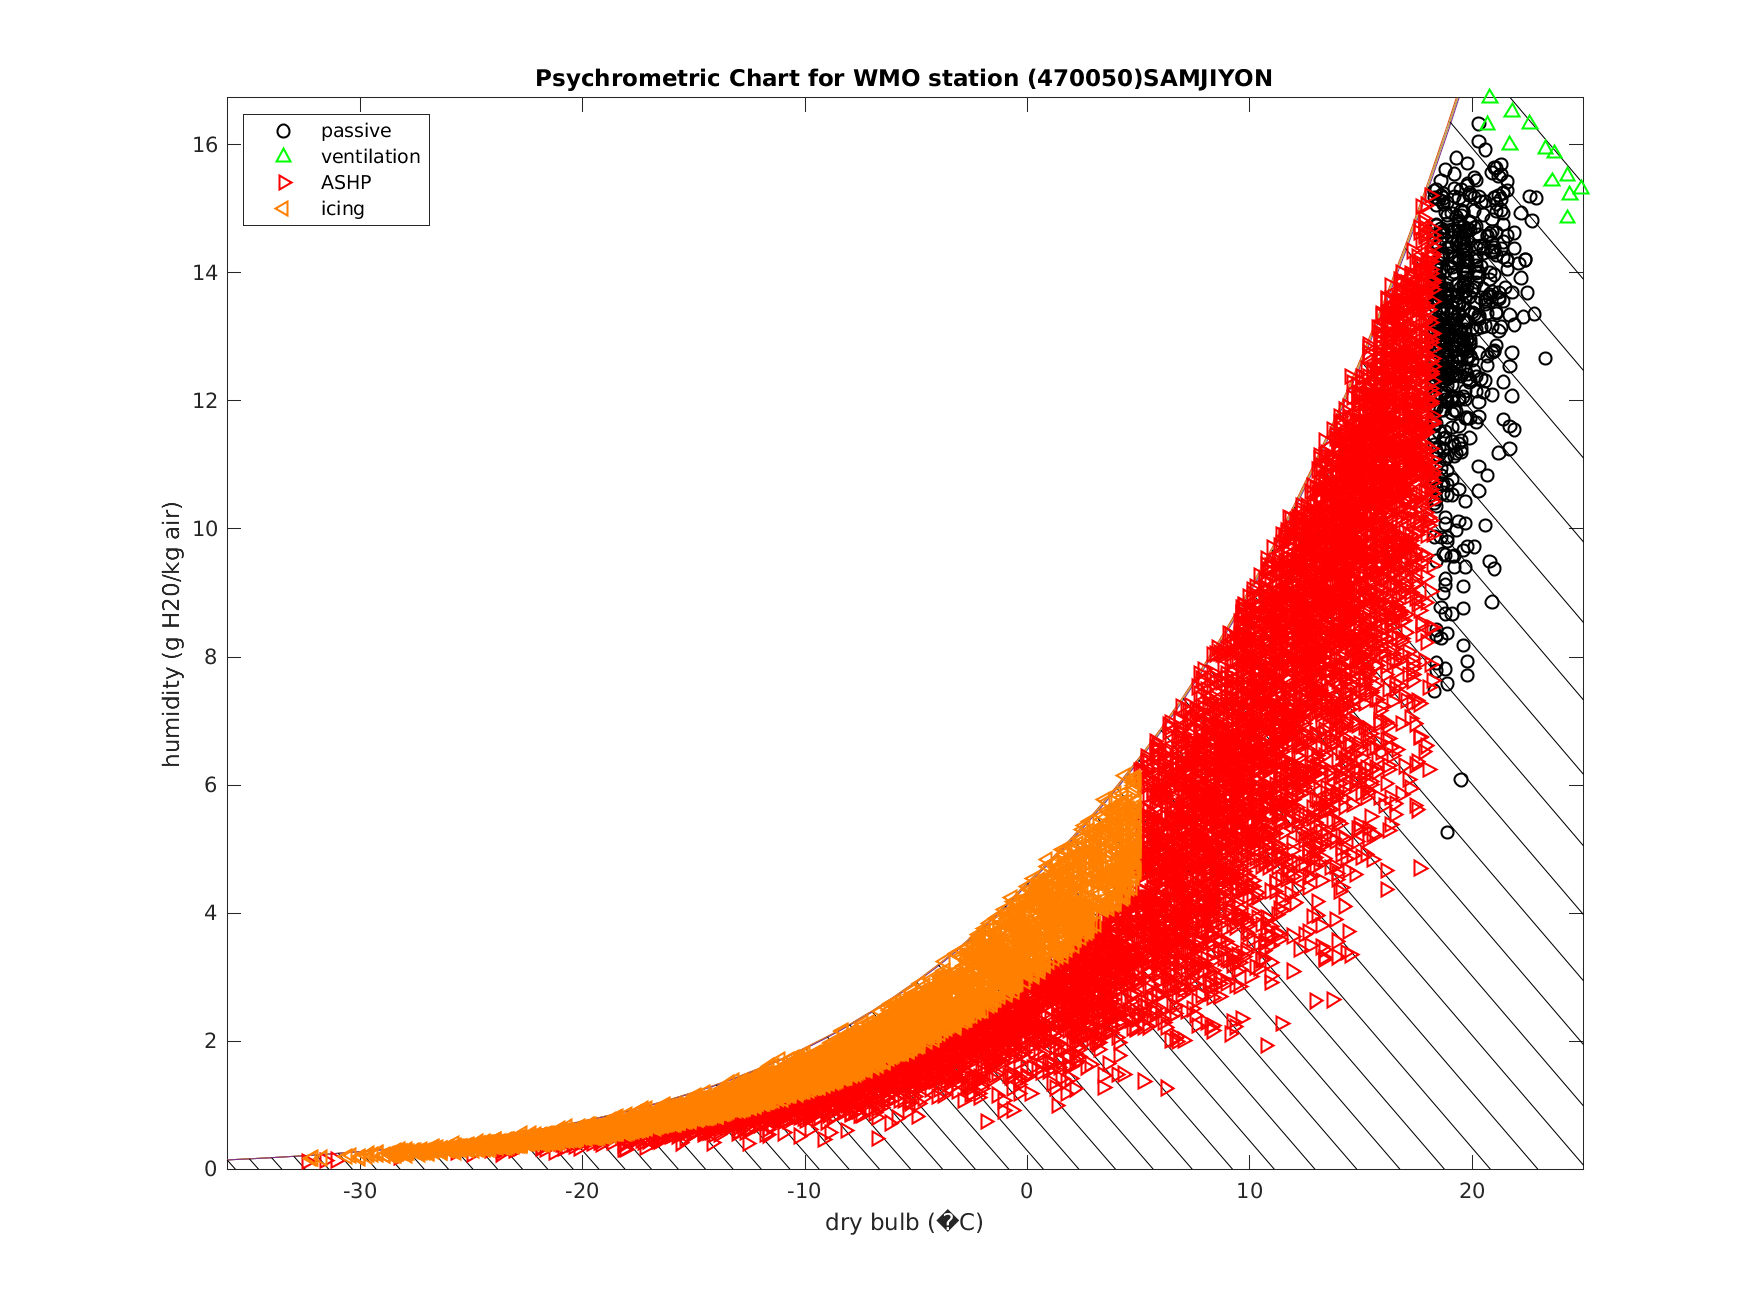 Psychrometric Chart for WMO station (470050)SAMJIYON
passive
ventilation
ASHP
icing
16
14
12
10
8
6
4
2
0
humidity (g H20/kg air)
-30
-20
-10
0
10
20
dry bulb (�C)